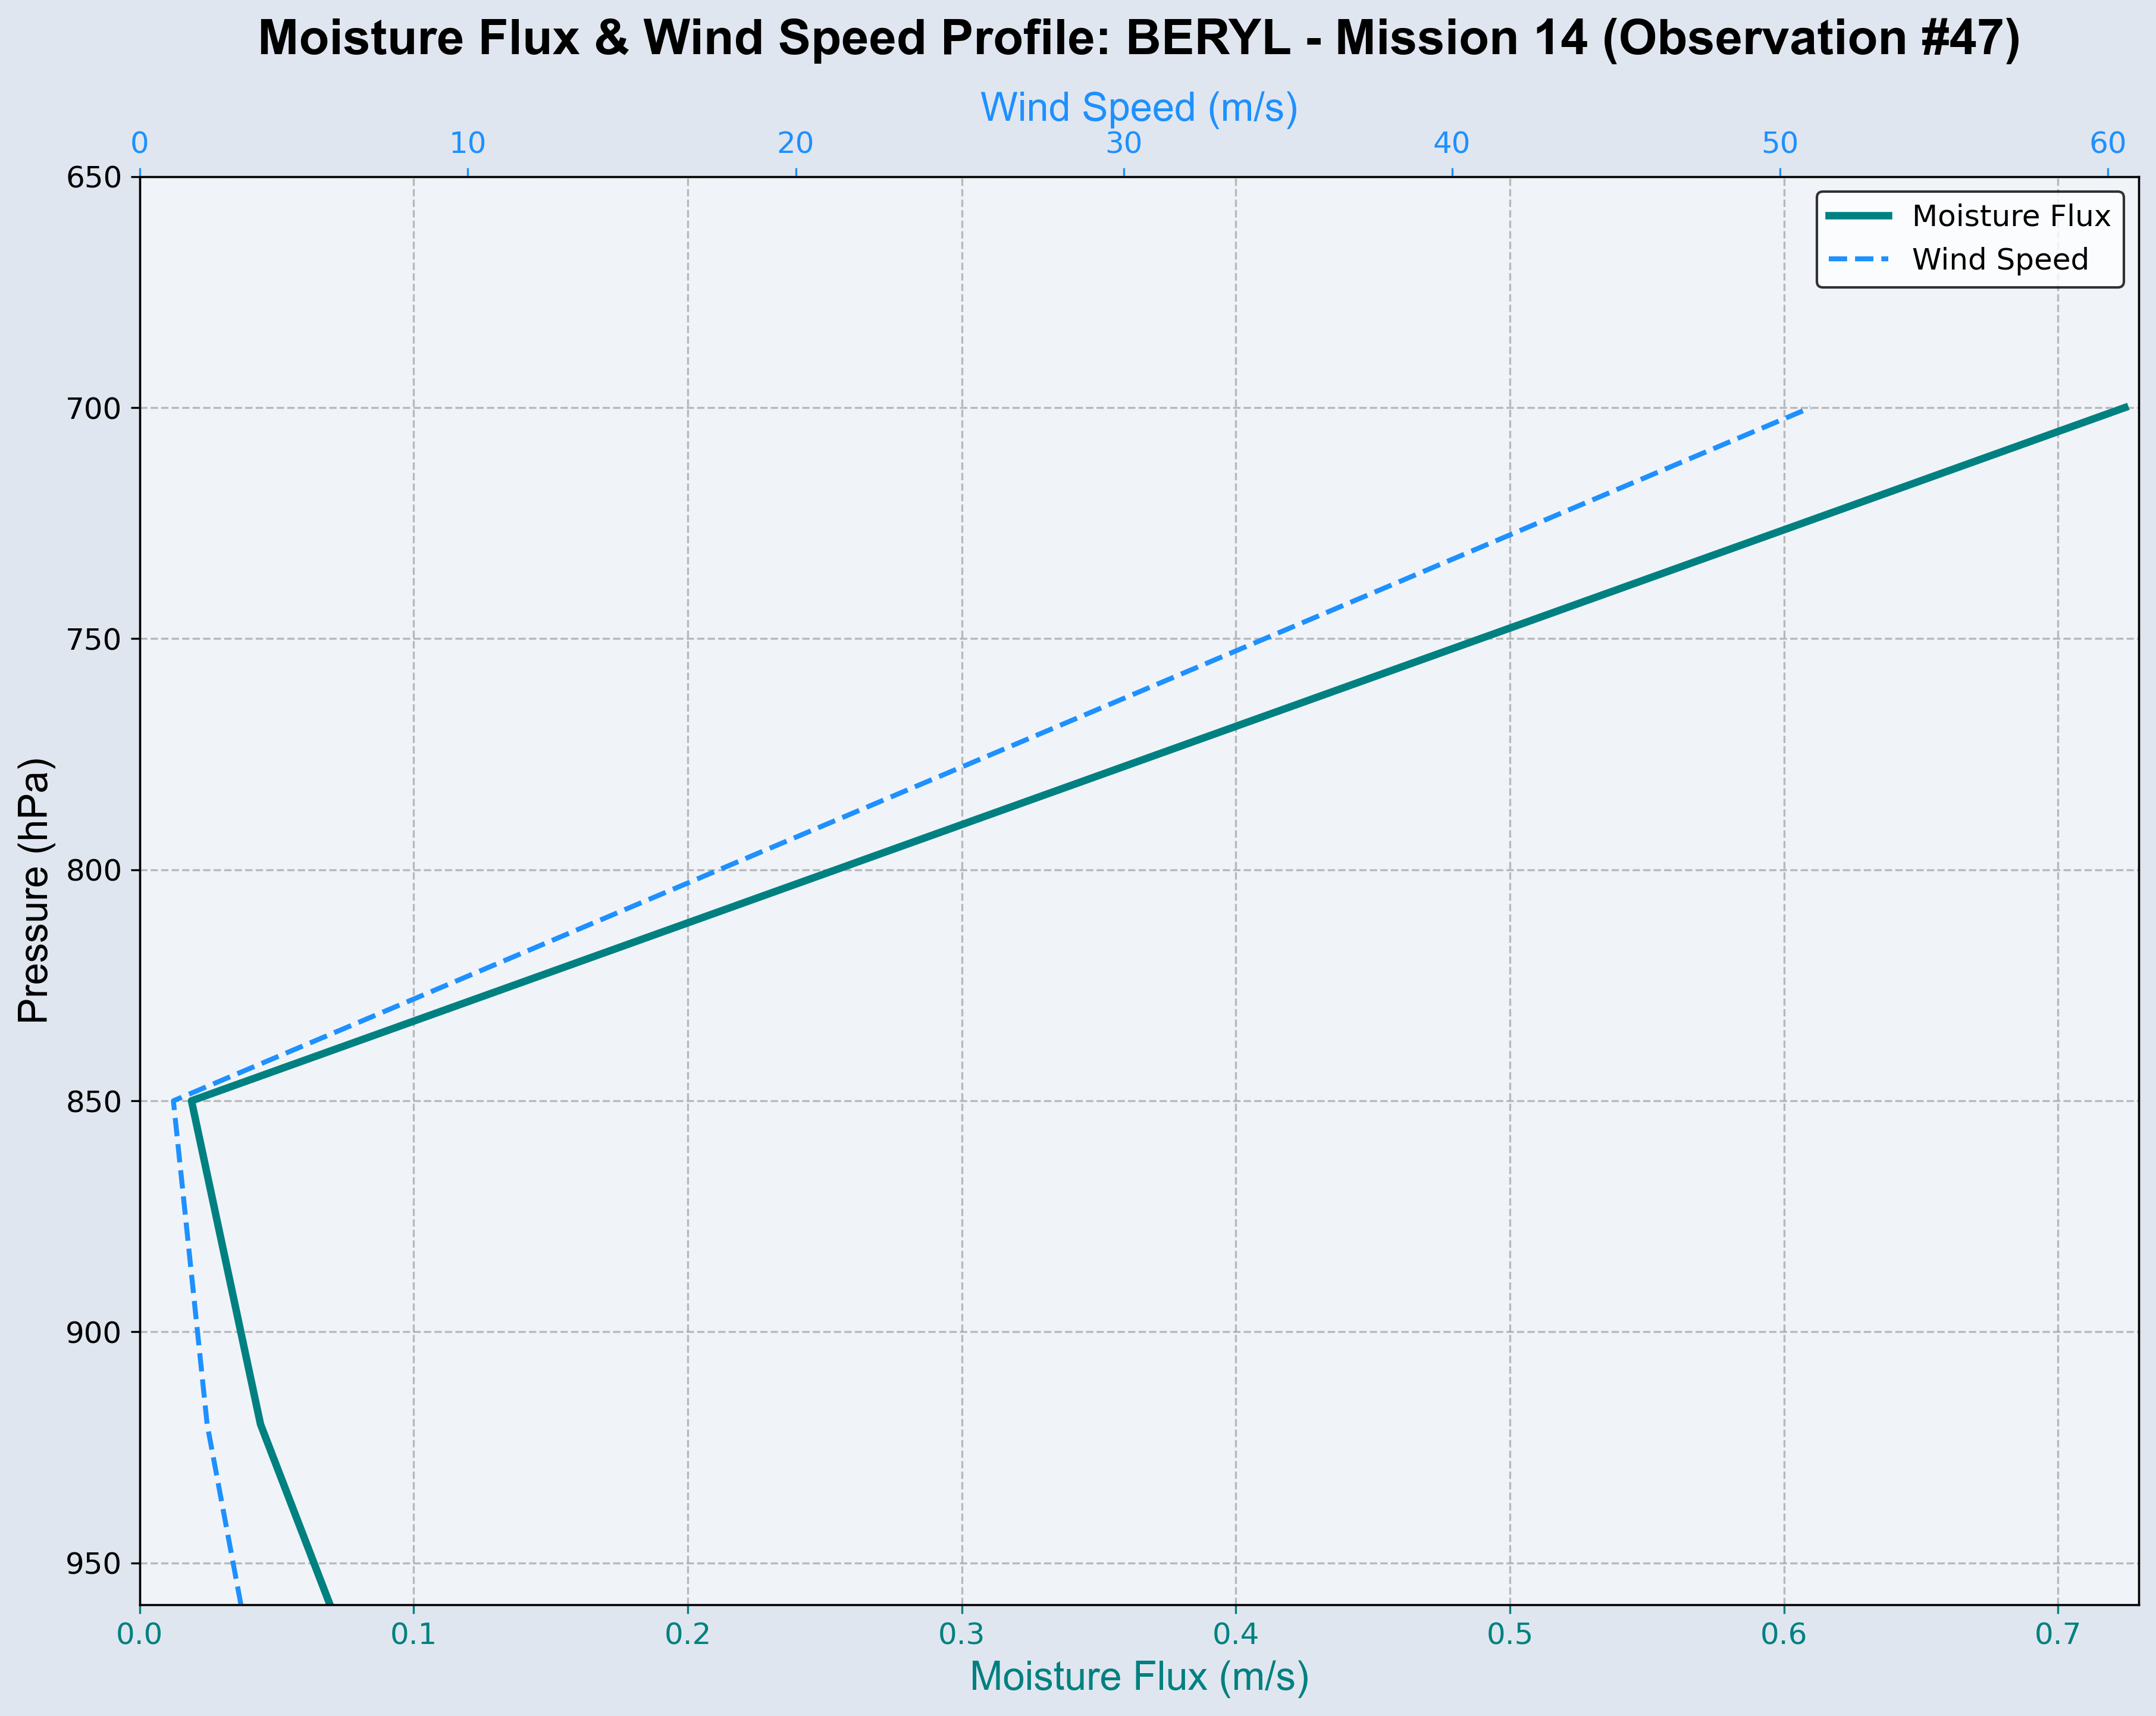 Moisture Flux & Wind Speed Profile: BERYL - Mission 14 (Observation #47)
Wind Speed (m/s)
0 10 20 30 40 50 60
Moisture Flux
Wind Speed
Pressure (hPa)
650
700
750
800
850
900
950
0.0 0.1 0.2 0.3 0.4 0.5 0.6 0.7
Moisture Flux (m/s)